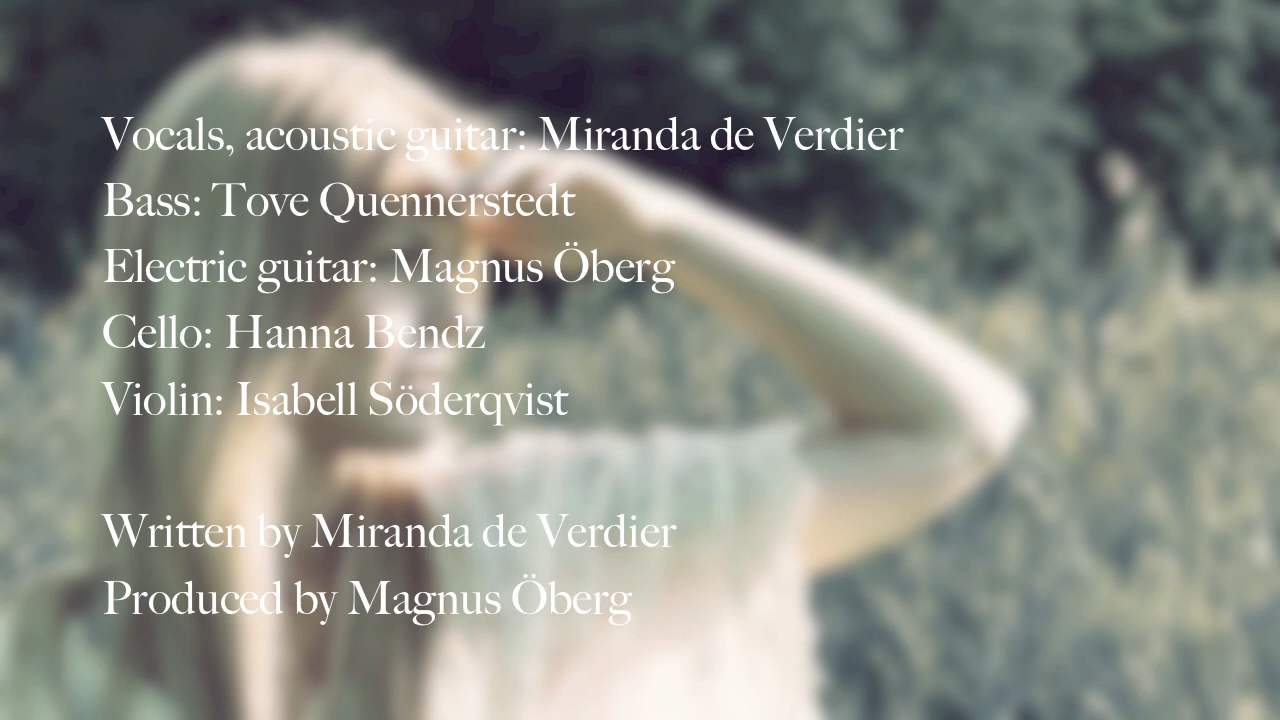 Vocals, acoustic guitar: Miranda de Verdier
Bass: Tove Quennerstedt
Electric guitar: Magnus Öberg
Cello: Hanna Bendz
Violin: Isabell Söderqvist
Written by Miranda de Verdier
Produced by Magnus Öberg